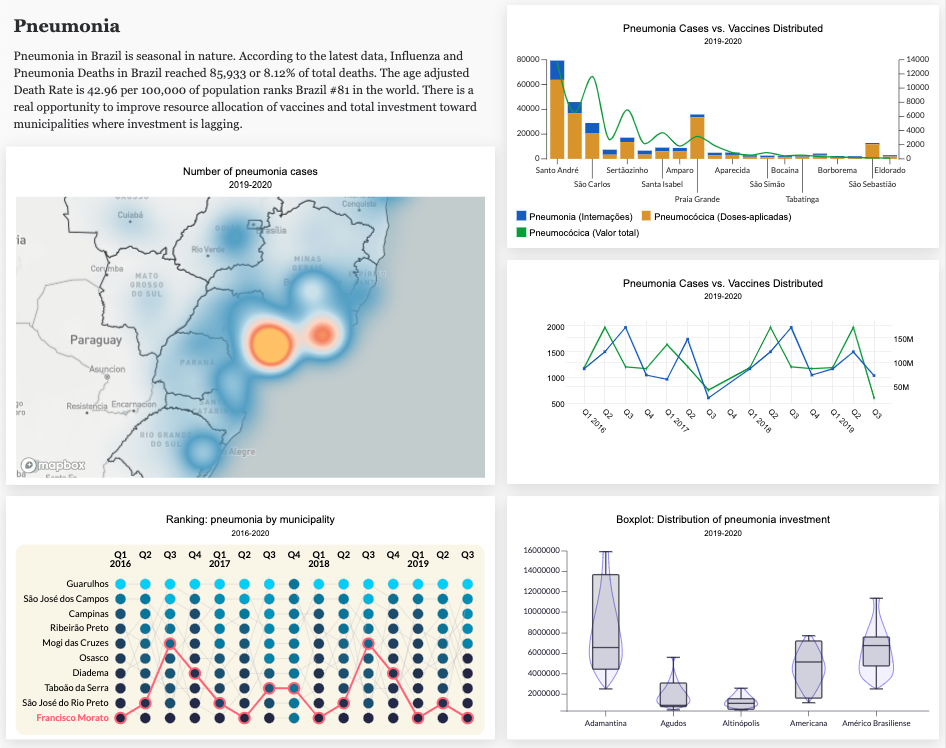 Pneumonia
Pneumonia in Brazil is seasonal in nature. According to the latest data, Influenza and
Pneumonia Deaths in Brazil reached 85,933 or 8.12% of total deaths. The age adjusted
Death Rate is 42.96 per 100,000 of population ranks Brazil #81 in the world. There is a
real opportunity to improve resource allocation of vaccines and total investment toward
municipalities where investment is lagging.
Number of pneumonia cases
2019-2020
Cuiabá
Brasília
Conquista
Rio Verde
MINAS
Corumba
MATO
GROSSO
DO SUL
Paraguay
PARANÁ
Asuncion
Resistencia
Encarnacion
SANTA
CATARINA
RIO GRANDE
DO SUL
Alegre
mapbox
Ranking: pneumonia by municipality
2016-2020
Q1 Q2 Q3 Q4 Q1 Q2 Q3 Q4 Q1 Q2 Q3 Q4 Q1 Q2 Q3
2016 2017 2018 2019
Guarulhos
São José dos Campos
Campinas
Ribeirão Preto
Mogi das Cruzes
Osasco
Diadema
Taboão da Serra
São José do Rio Preto
Francisco Morato
Pneumonia Cases vs. Vaccines Distributed
2019-2020
80000
60000
40000
20000
0
14000
12000
10000
8000
6000
4000
2000
0
Santo André Sertãozinho Amparo Aparecida Bocaina Borborema Eldorado
São Carlos Santa Isabel São Simão São Sebastião
Praia Grande Tabatinga
Pneumonia (Internações) Pneumocócica (Doses-aplicadas)
Pneumocócica (Valor total)
Pneumonia Cases vs. Vaccines Distributed
2019-2020
2000
1500
1000
500
150M
100M
50M
Q1 2016 Q2 Q3 Q4 Q1 2017 Q2 Q3 Q1 2018 Q2 Q3 Q4 Q1 2019 Q2 Q3
Boxplot: Distribution of pneumonia investment
2019-2020
16000000
14000000
12000000
10000000
8000000
6000000
4000000
2000000
Adamantina Agudos Altinópolis Americana Américo Brasiliense